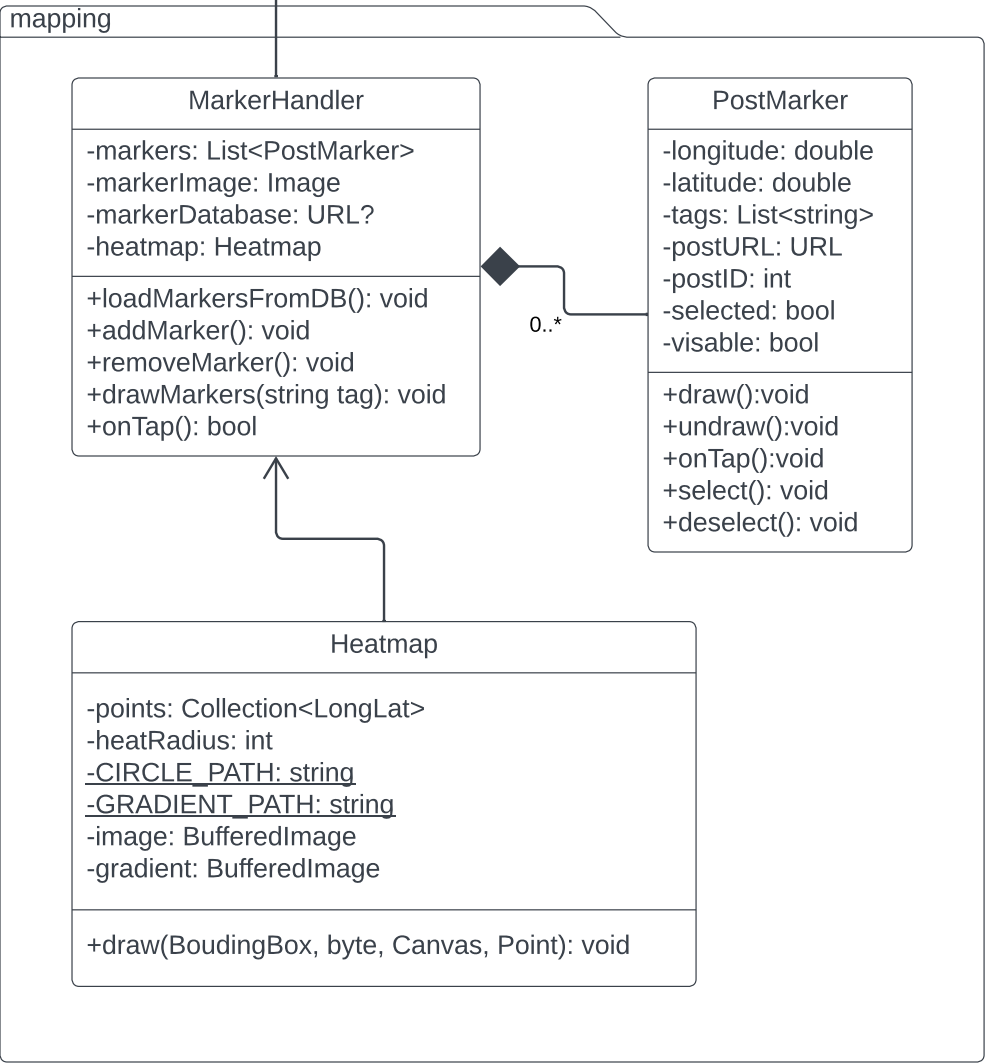 mapping
MarkerHandler
-markers: List<PostMarker>
-markerImage: Image
-markerDatabase: URL?
-heatmap: Heatmap
+loadMarkersFromDB(): void
+addMarker(): void
+removeMarker(): void
+drawMarkers(string tag): void
+onTap(): bool
0..*
PostMarker
-longitude: double
-latitude: double
-tags: List<string>
-postURL: URL
-postID: int
-selected: bool
-visable: bool
+draw():void
+undraw():void
+onTap():void
+select(): void
+deselect(): void
Heatmap
-points: Collection<LongLat>
-heatRadius: int
-CIRCLE_PATH: string
-GRADIENT_PATH: string
-image: BufferedImage
-gradient: BufferedImage
+draw(BoudingBox, byte, Canvas, Point): void